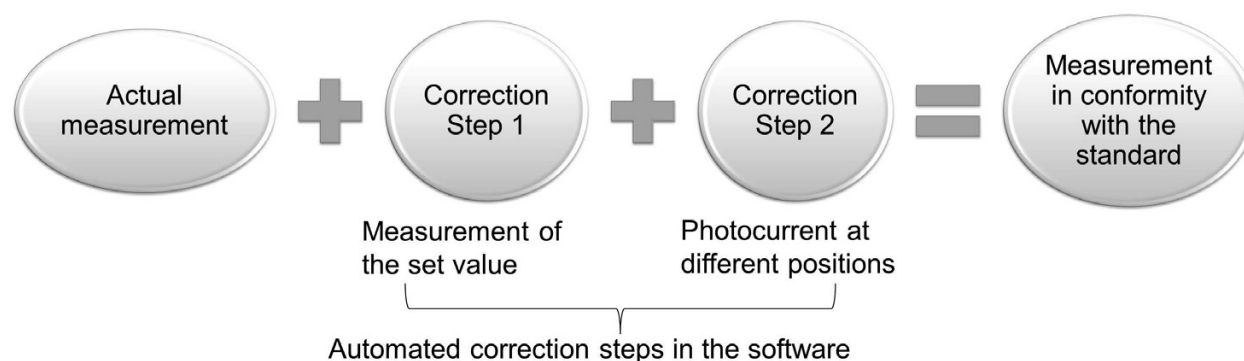 Actual
measurement
Correction
Step 1
Correction
Step 2
Measurement
in conformity
with the
standard
Measurement of
the set value
Photocurrent at
different positions
Automated correction steps in the software